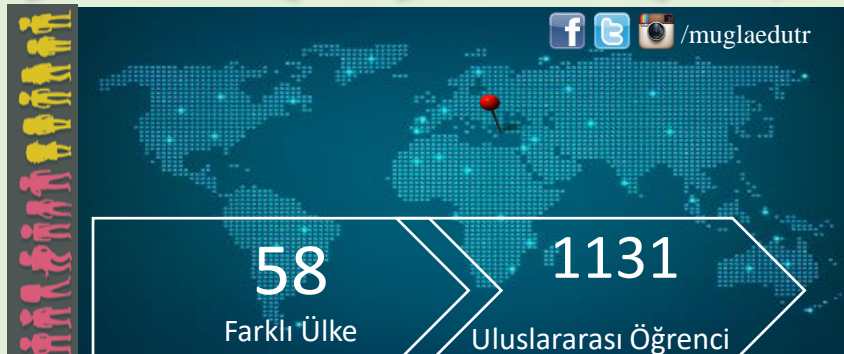 /muglaedutr
58
Farklı Ülke
1131
Uluslararası Öğrenci